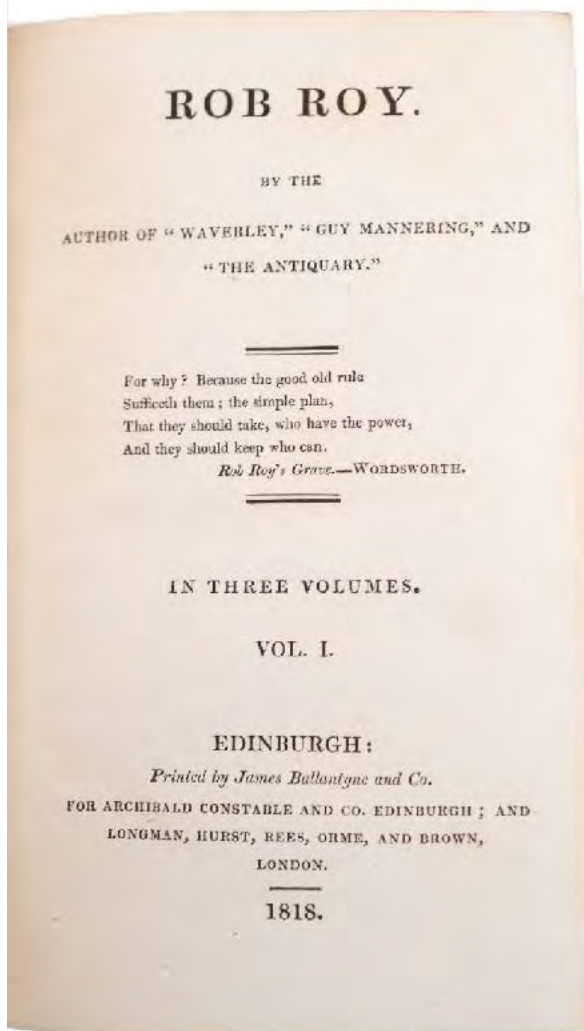 ROB ROY.
BY THE
AUTHOR OF “ WAVERLEY,” “ GUY MANNERING,” AND
“ THE ANTIQUARY.”
For why ? Because the good old rule
Sufficeth them ; the simple plan,
That they should take, who have the power,
And they should keep who can.
Rob Roy's Grave.—WORDSWORTH.
IN THREE VOLUMES.
VOL. I.
EDINBURGH:
Printed by James Ballantyne and Co.
FOR ARCHIBALD CONSTABLE AND CO. EDINBURGH ; AND
LONGMAN, HURST, REES, ORME, AND BROWN,
LONDON.
1818.